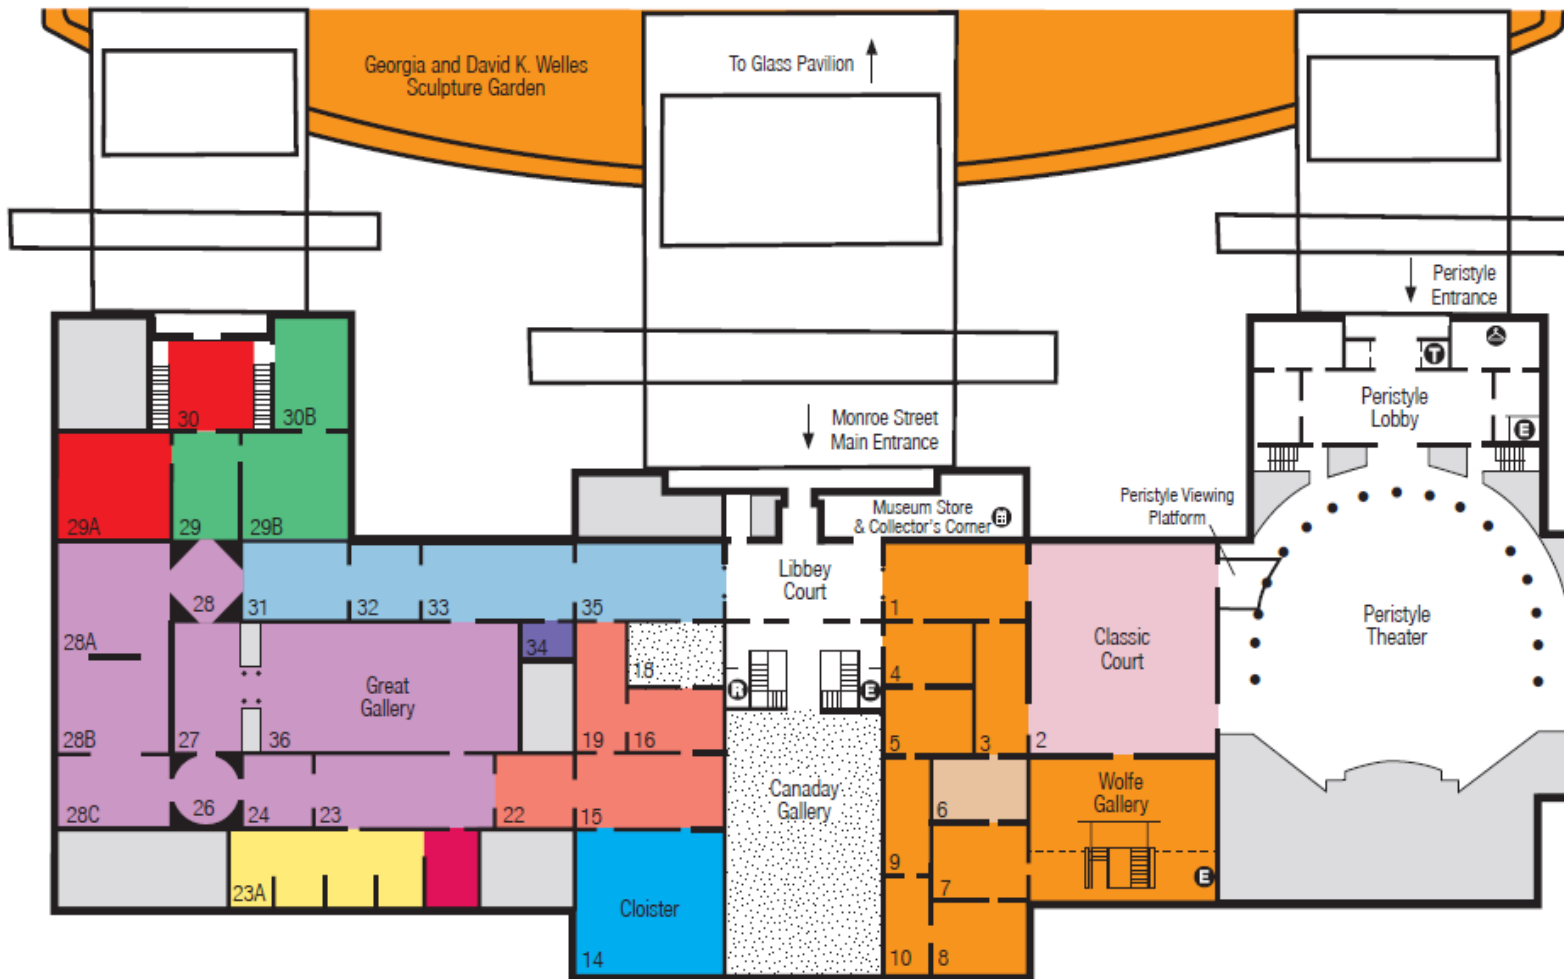 Georgia and David K. Welles
Sculpture Garden
To Glass Pavilion
Peristyle
Entrance
Monroe Street
Main Entrance
T
Peristyle
Lobby
E
30
30B
29A
29
29B
Museum Store
& Collector's Corner
Peristyle Viewing
Platform
Libbey
Court
28
31
32
33
35
1
28A
34
18
4
Classic
Court
Peristyle
Theater
Great
Gallery
R
E
28B
27
36
19
16
5
3
2
28C
26
24
23
22
15
Canaday
Gallery
6
Wolfe
Gallery
23A
9
7
E
Cloister
14
10
8